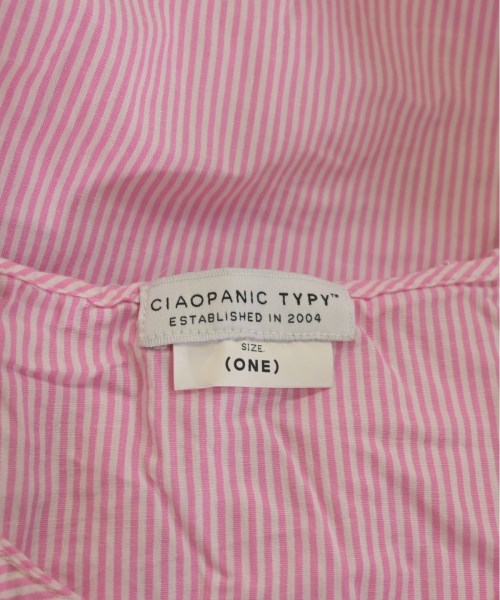 CIAOPANIC TYPY™
ESTABLISHED IN 2004
SIZE.
(ONE)